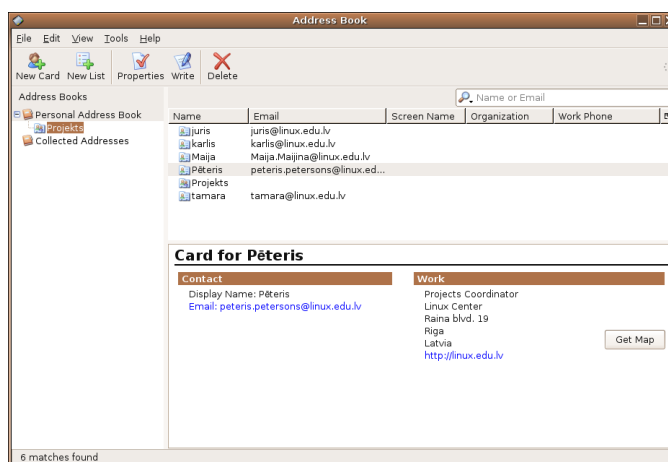 Address Book
File Edit View Tools Help
New Card New List Properties Write Delete
Address Books
Name or Email
Personal Address Book
Projekts
Collected Addresses
Name Email Screen Name Organization Work Phone
juris juris@linux.edu.lv
karlis karlis@linux.edu.lv
Maija Maija.Maijina@linux.edu.lv
Pēteris peteris.petersons@linux.ed...
Projekts
tamara tamara@linux.edu.lv
Card for Pēteris
Contact
Display Name: Pēteris
Email: peteris.petersons@linux.edu.lv
Work
Projects Coordinator
Linux Center
Raina blvd. 19
Riga
Latvia
http://linux.edu.lv
Get Map
6 matches found